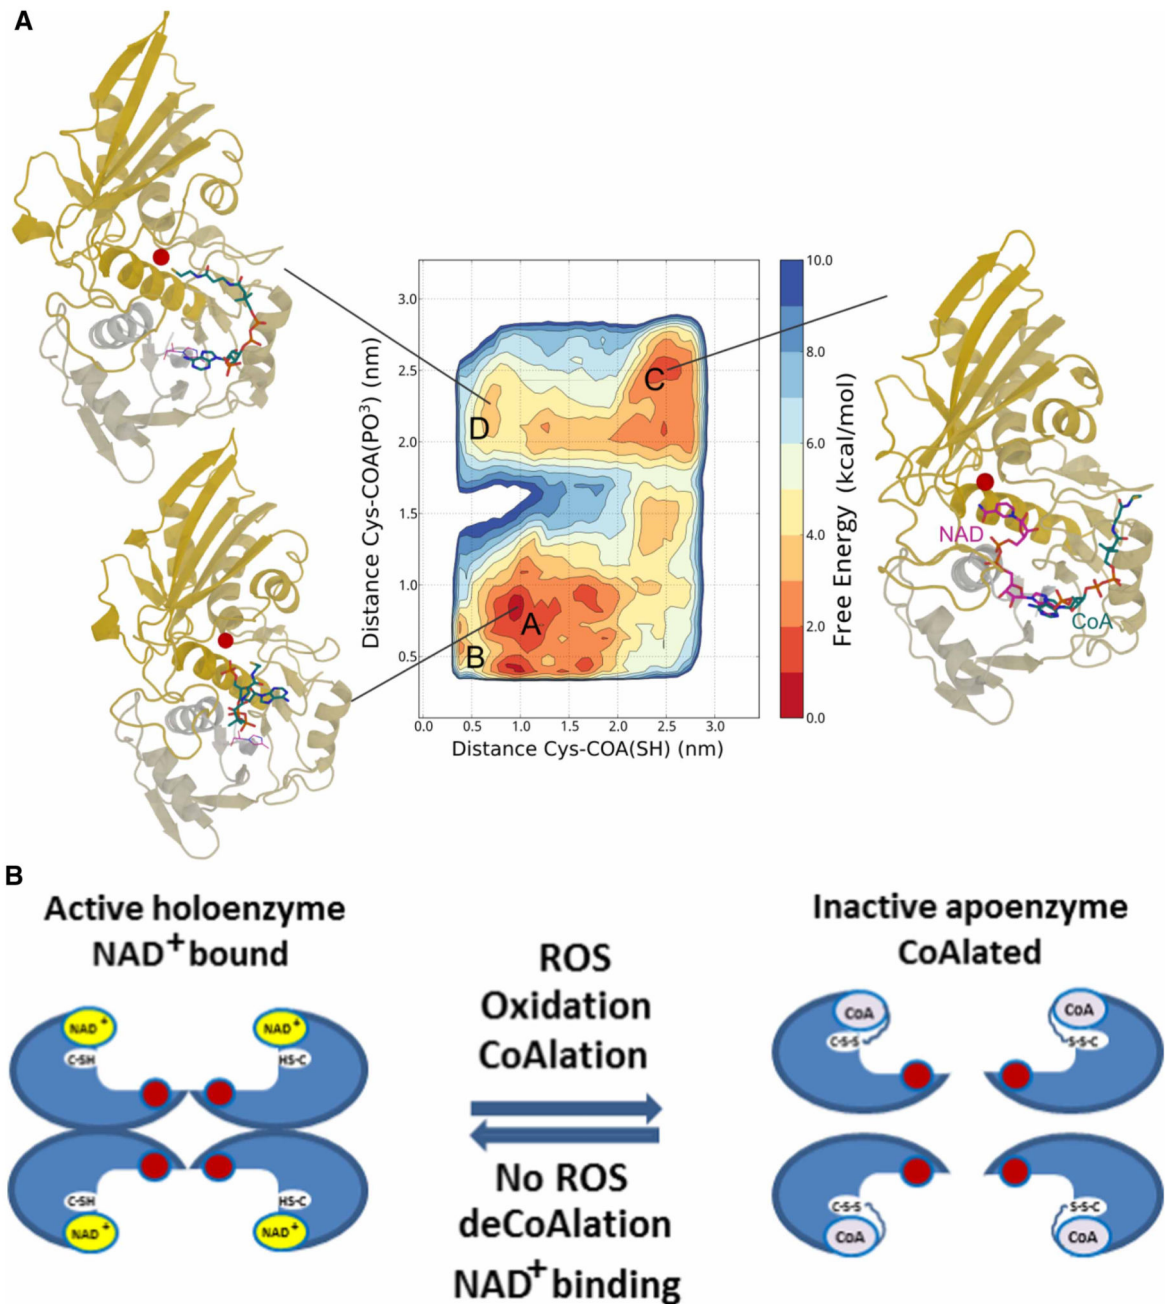 A
Distance Cys-COA(PO³) (nm)
3.0
2.5
2.0
1.5
1.0
0.5
C
D
A
B
0.0
0.5
1.0
1.5
2.0
2.5
3.0
Distance Cys-COA(SH) (nm)
10.0
8.0
6.0
4.0
2.0
0.0
Free Energy (kcal/mol)
NAD
CoA
B
Active holoenzyme
NAD⁺ bound
NAD⁺
NAD⁺
C-SH
HS-C
C-SH
HS-C
NAD⁺
NAD⁺
ROS
Oxidation
CoAlation
No ROS
deCoAlation
NAD⁺ binding
Inactive apoenzyme
CoAlated
CoA
CoA
C-S-S
S-S-C
C-S-S
S-S-C
CoA
CoA